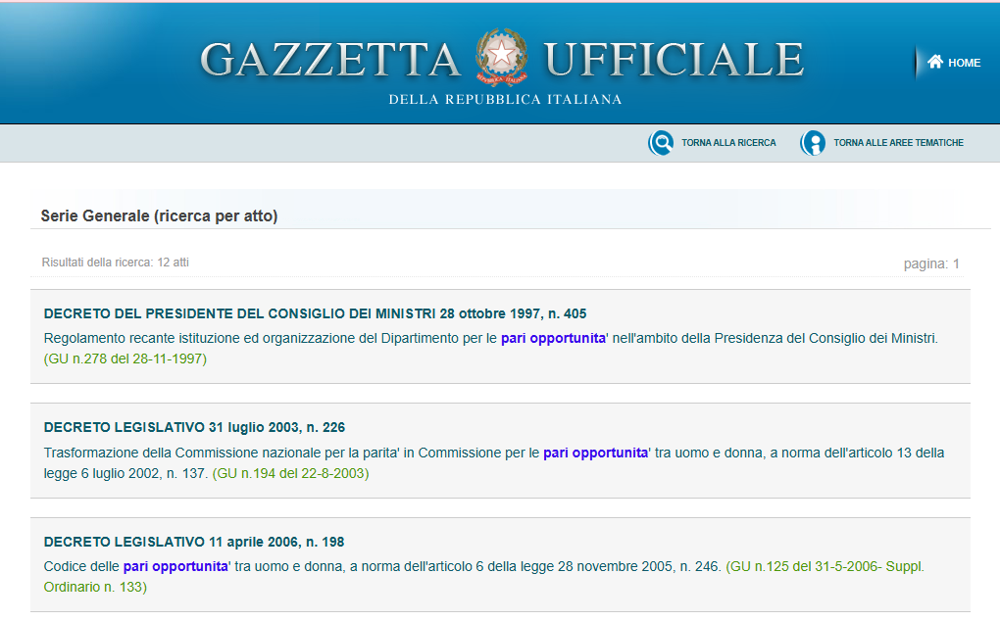 GAZZETTA UFFICIALE
DELLA REPUBBLICA ITALIANA
HOME
TORNA ALLA RICERCA
TORNA ALLE AREE TEMATICHE
Serie Generale (ricerca per atto)
Risultati della ricerca: 12 atti
pagina: 1
DECRETO DEL PRESIDENTE DEL CONSIGLIO DEI MINISTRI 28 ottobre 1997, n. 405
Regolamento recante istituzione ed organizzazione del Dipartimento per le pari opportunita' nell'ambito della Presidenza del Consiglio dei Ministri.
(GU n.278 del 28-11-1997)
DECRETO LEGISLATIVO 31 luglio 2003, n. 226
Trasformazione della Commissione nazionale per la parita' in Commissione per le pari opportunita' tra uomo e donna, a norma dell'articolo 13 della
legge 6 luglio 2002, n. 137. (GU n.194 del 22-8-2003)
DECRETO LEGISLATIVO 11 aprile 2006, n. 198
Codice delle pari opportunita' tra uomo e donna, a norma dell'articolo 6 della legge 28 novembre 2005, n. 246. (GU n.125 del 31-5-2006- Suppl.
Ordinario n. 133)